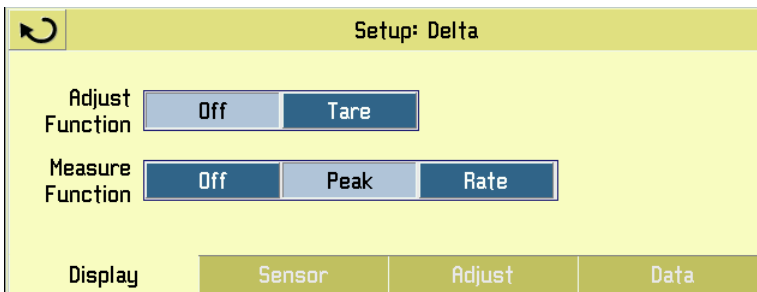 Setup: Delta
Adjust
Function
Off Tare
Measure
Function
Off Peak Rate
Display Sensor Adjust Data